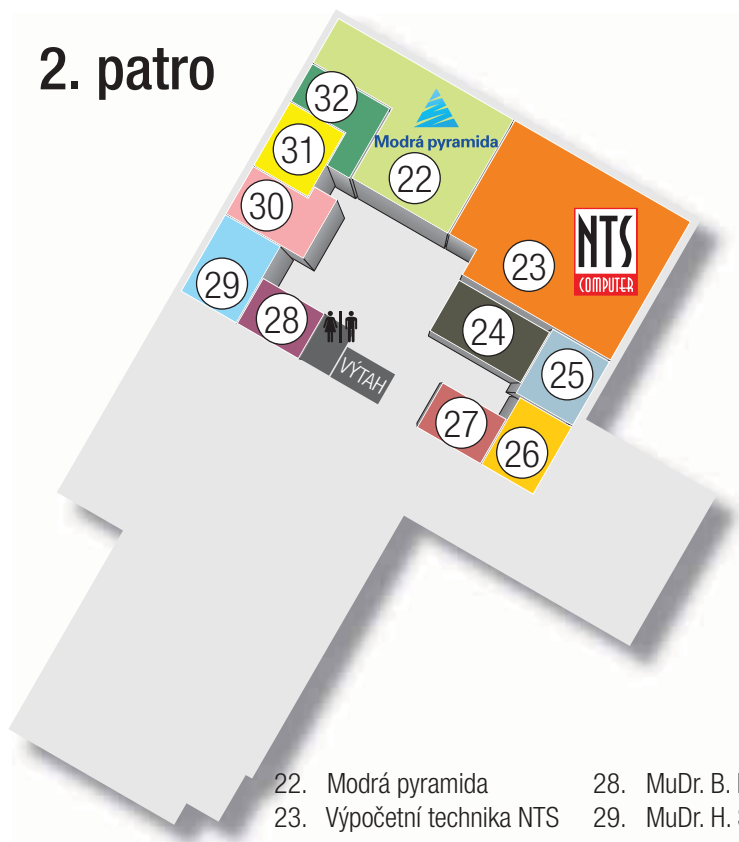 2. patro
32
Modrá pyramida
31
22
30
NTS
COMPUTER
23
29
28
24
VÝTAH
25
27
26
22. Modrá pyramida
23. Výpočetní technika NTS
28. MuDr. B.
29. MuDr. H.